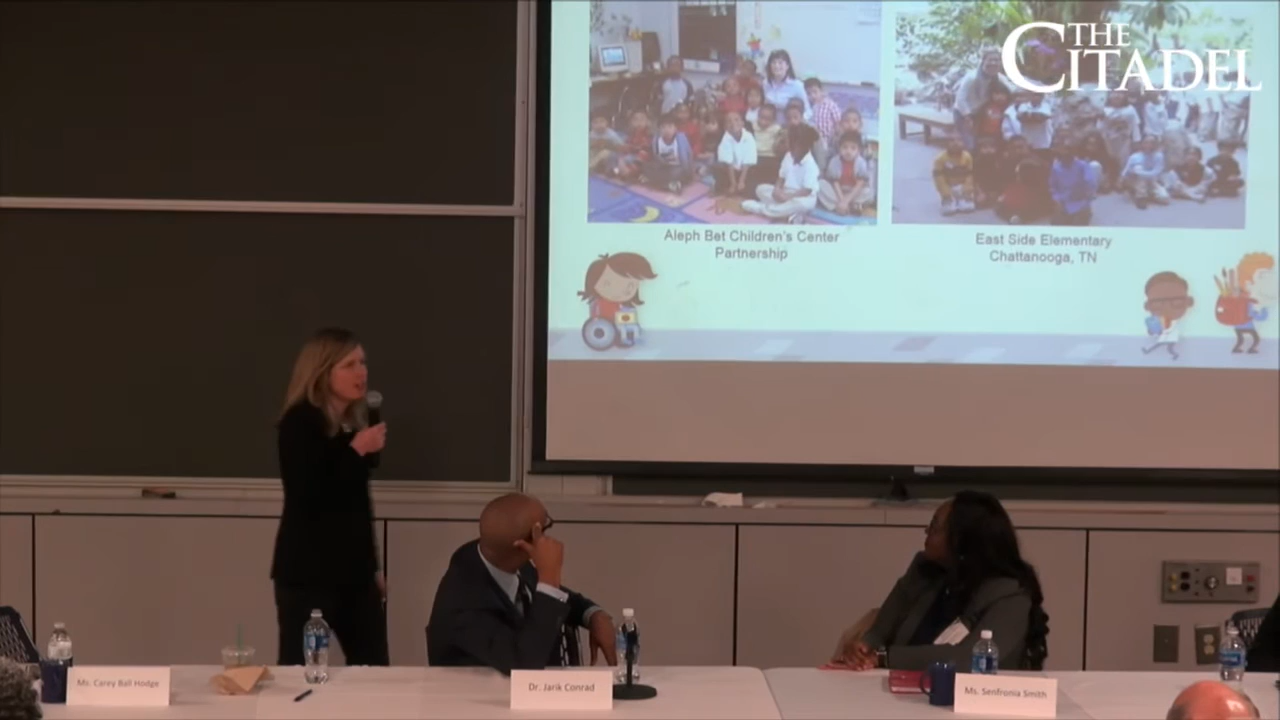 THE
CITADEL
Aleph Bet Children's Center
Partnership
East Side Elementary
Chattanooga, TN
Ms. Carey Ball Hodge
Dr. Jarik Conrad
Ms. Senfronia Smith